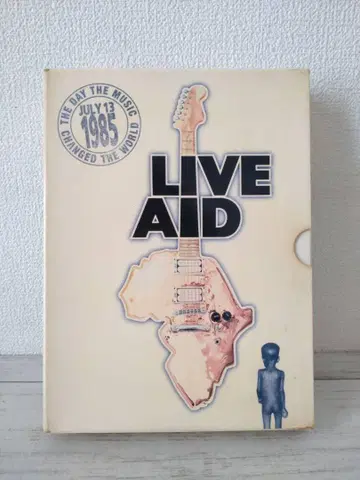 THE DAY THE MUSIC
JULY 13
1985
CHANGED THE WORLD
LIVE
AID